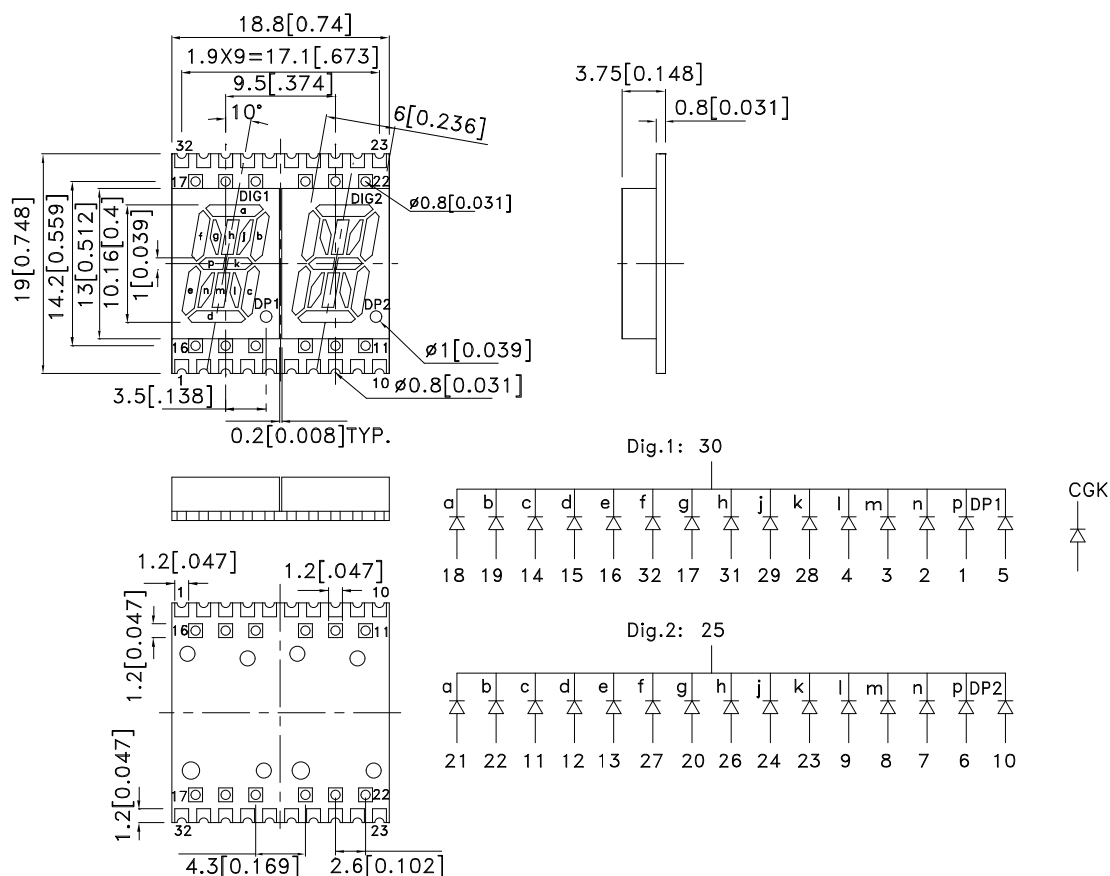 18.8[0.74]
1.9X9=17.1[.673]
9.5[.374]
10°
6[0.236]
3.75[0.148]
0.8[0.031]
32
23
17
22
19[0.748]
14.2[0.559]
13[0.512]
10.16[0.4]
1[0.039]
DIG1
DIG2
a
f
g
h
j
b
p
k
e
n
m
l
c
d
DP1
DP2
ø0.8[0.031]
16
11
1
10
ø1[0.039]
ø0.8[0.031]
3.5[.138]
0.2[0.008]TYP.
Dig.1: 30
a b c d e f g h j k l m n p DP1
18 19 14 15 16 32 17 31 29 28 4 3 2 1 5
CGK
Dig.2: 25
a b c d e f g h j k l m n p DP2
21 22 11 12 13 27 20 26 24 23 9 8 7 6 10
1.2[.047]
1.2[.047]
1
10
16
11
1.2[0.047]
1.2[0.047]
17
22
32
23
4.3[0.169]
2.6[0.102]